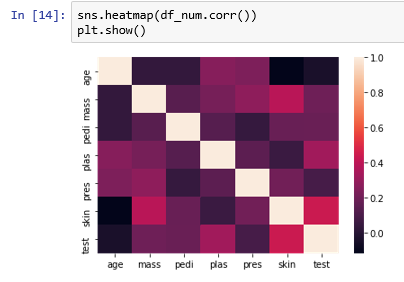 In [14]: sns.heatmap(df_num.corr())
plt.show()
age
mass
pedi
plas
pres
skin
test
age mass pedi plas pres skin test
1.0
0.8
0.6
0.4
0.2
0.0